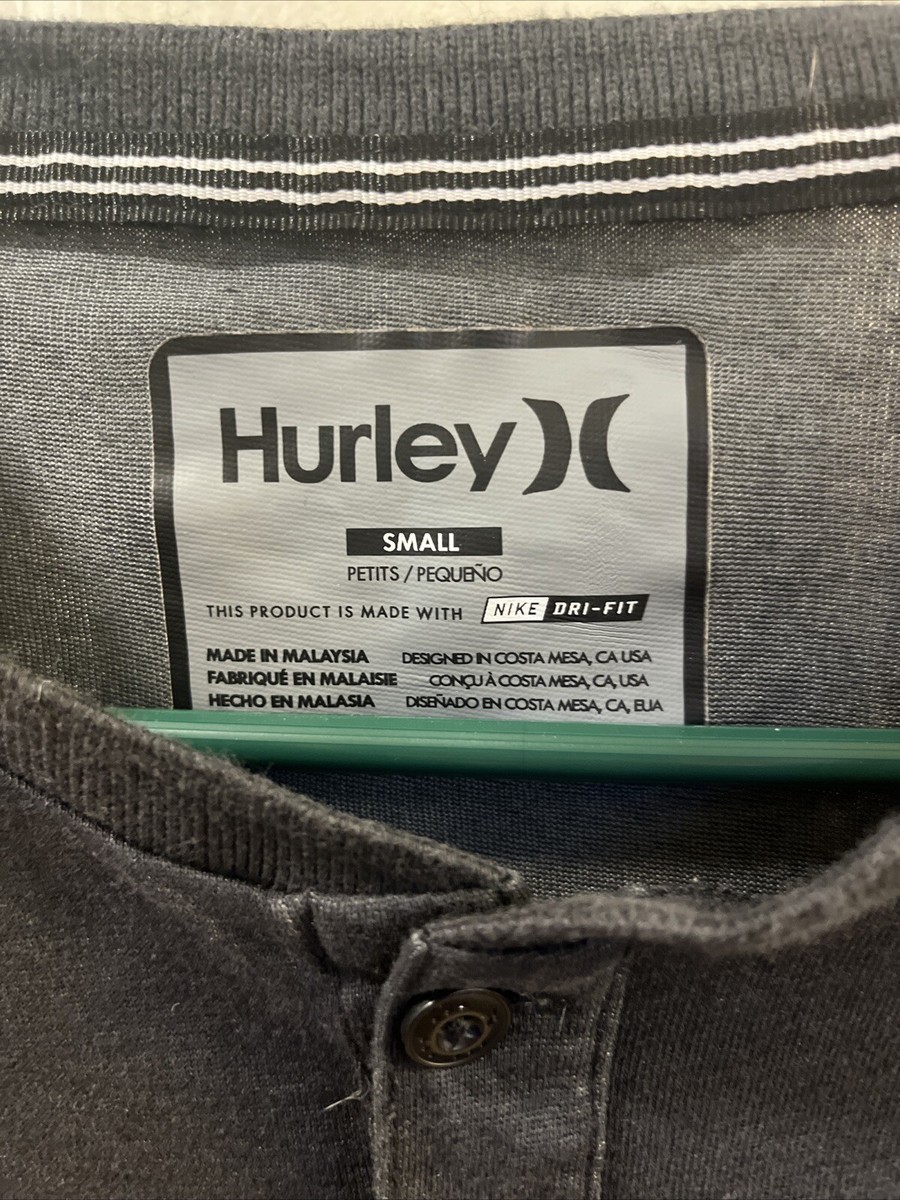 Hurley
SMALL
PETITS / PEQUEÑO
THIS PRODUCT IS MADE WITH NIKE DRI-FIT
MADE IN MALAYSIA DESIGNED IN COSTA MESA, CA USA
FABRIQUÉ EN MALAISIE CONÇU À COSTA MESA, CA, USA
HECHO EN MALASIA DISEÑADO EN COSTA MESA, CA, EUA